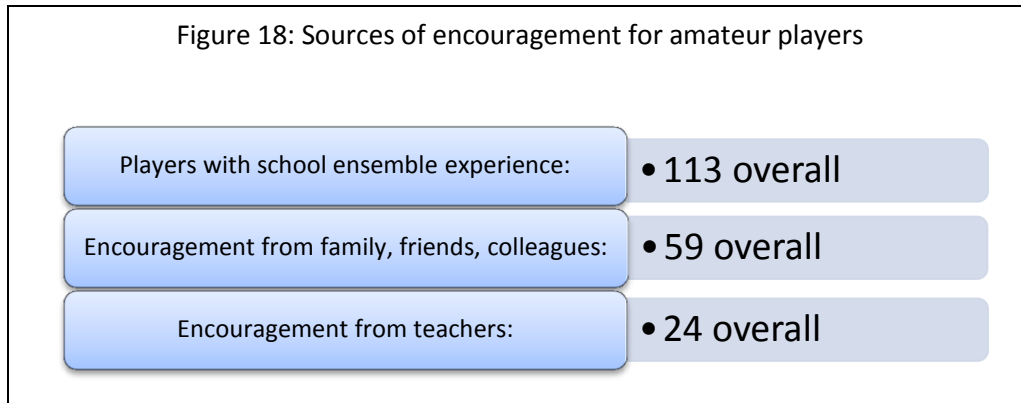 Figure 18: Sources of encouragement for amateur players
Players with school ensemble experience:
• 113 overall
Encouragement from family, friends, colleagues:
• 59 overall
Encouragement from teachers:
• 24 overall